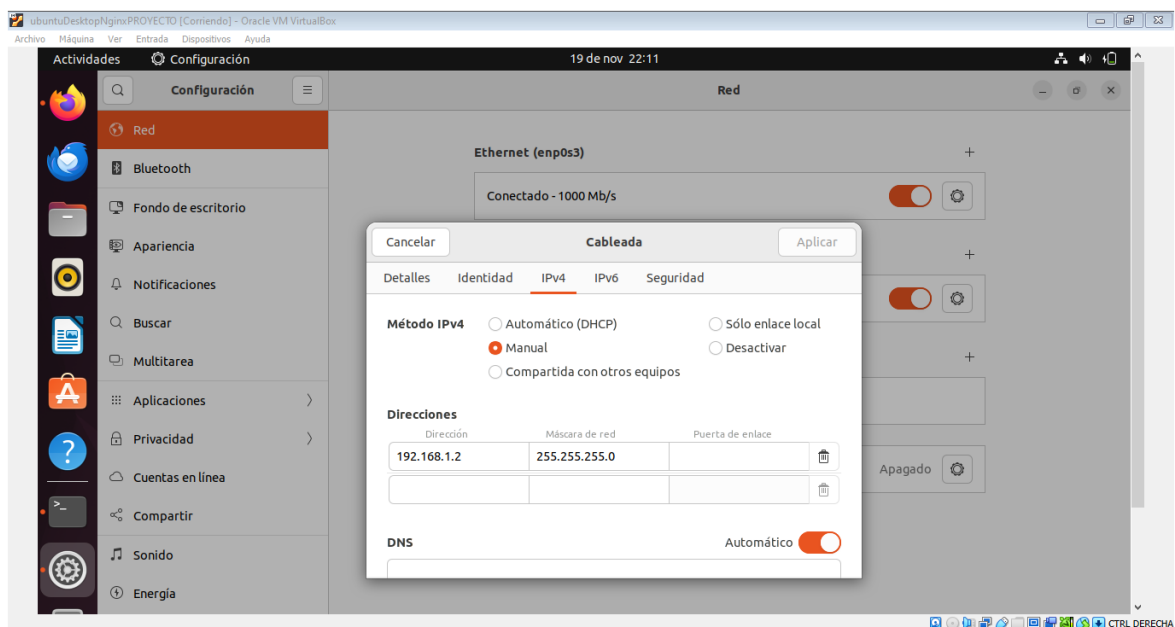 ubuntuDesktopNginxPROYECTO [Corriendo] - Oracle VM VirtualBox
Archivo Máquina Ver Entrada Dispositivos Ayuda
Actividades Configuración 19 de nov 22:11
Configuración Red
Red
Bluetooth
Fondo de escritorio
Apariencia
Notificaciones
Buscar
Multitarea
Aplicaciones
Privacidad
Cuentas en línea
Compartir
Sonido
Energía
Ethernet (enp0s3)
Conectado - 1000 Mb/s
Apagado
Cancelar Cableada Aplicar
Detalles Identidad IPv4 IPv6 Seguridad
Método IPv4 Automático (DHCP) Sólo enlace local
Manual Desactivar
Compartida con otros equipos
Direcciones
Dirección Máscara de red Puerta de enlace
192.168.1.2 255.255.255.0
DNS Automático
CTRL DERECHA